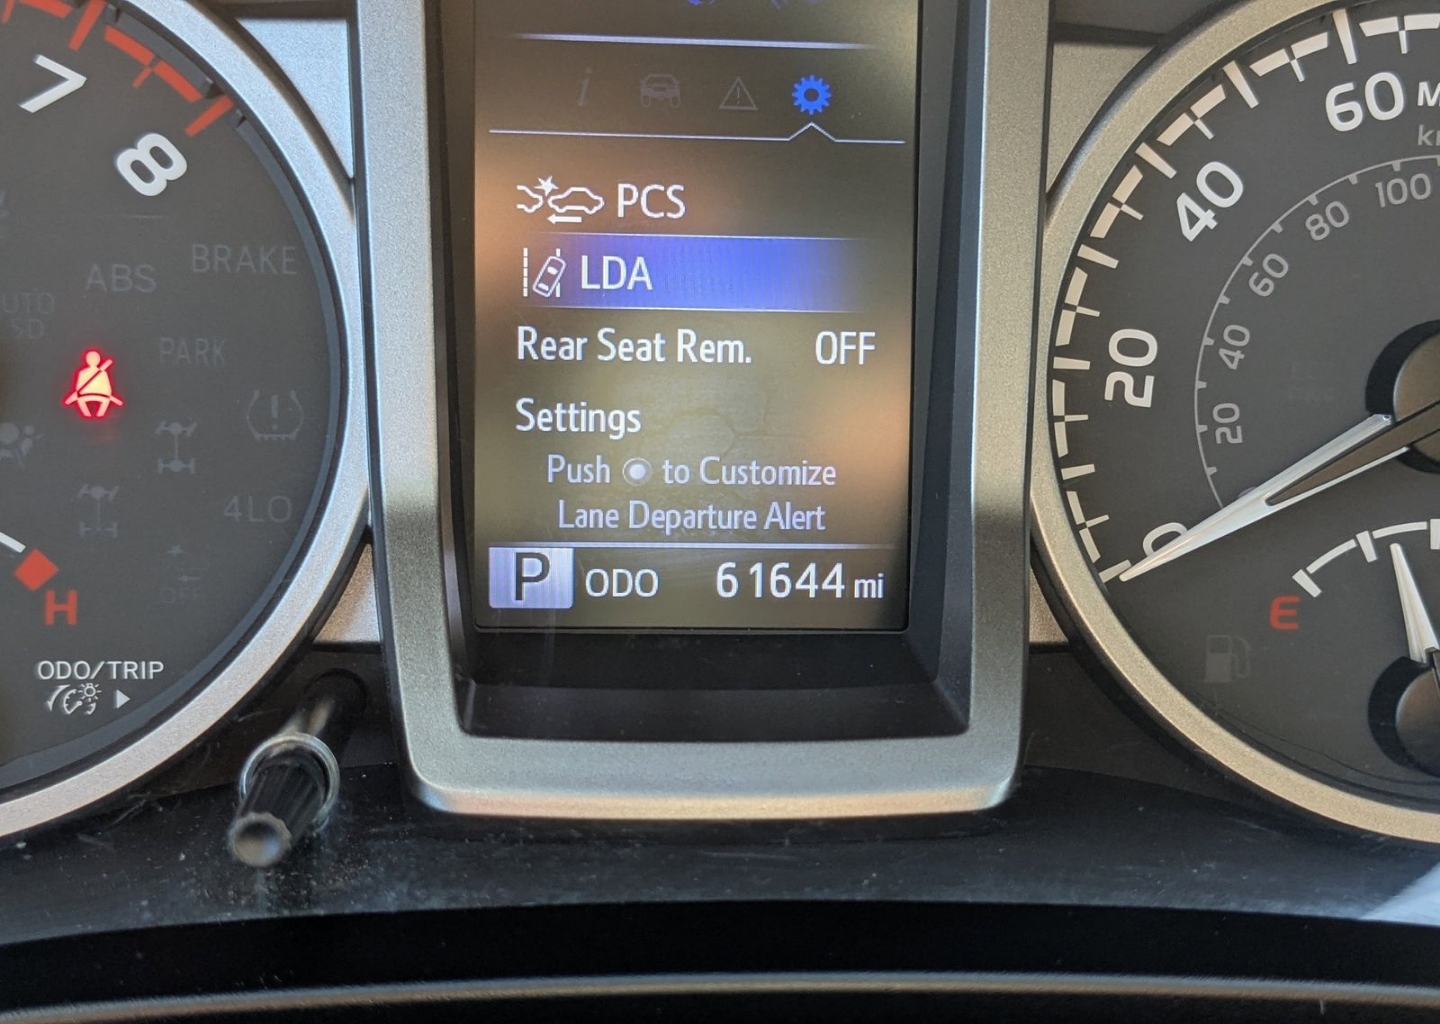 7
8
ABS
BRAKE
PARK
4LO
H
ODO/TRIP
i
PCS
LDA
Rear Seat Rem. OFF
Settings
Push to Customize
Lane Departure Alert
P ODO 61644 mi
60
40
20
0
100
80
60
40
20
E